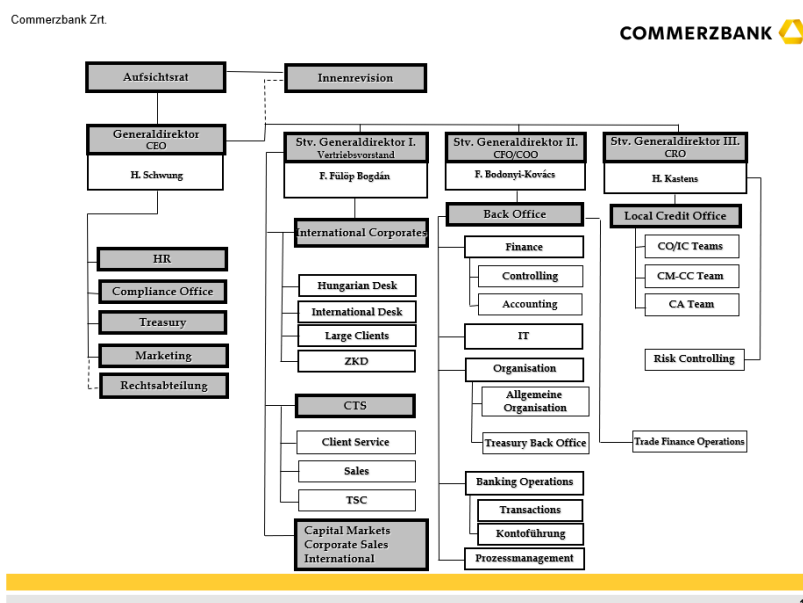 Commerzbank Zrt.
COMMERZBANK
Aufsichtsrat
Innenrevision
Generaldirektor
CEO
H. Schwung
Stv. Generaldirektor I.
Vertriebsvorstand
F. Fülöp Bogdán
Stv. Generaldirektor II.
CFO/COO
F. Bodonyi-Kovács
Stv. Generaldirektor III.
CRO
H. Kastens
HR
Compliance Office
Treasury
Marketing
Rechtsabteilung
International Corporates
Hungarian Desk
International Desk
Large Clients
ZKD
CTS
Client Service
Sales
TSC
Capital Markets
Corporate Sales
International
Back Office
Finance
Controlling
Accounting
IT
Organisation
Allgemeine
Organisation
Treasury Back Office
Banking Operations
Transactions
Kontoführung
Prozessmanagement
Local Credit Office
CO/IC Teams
CM-CC Team
CA Team
Risk Controlling
Trade Finance Operations